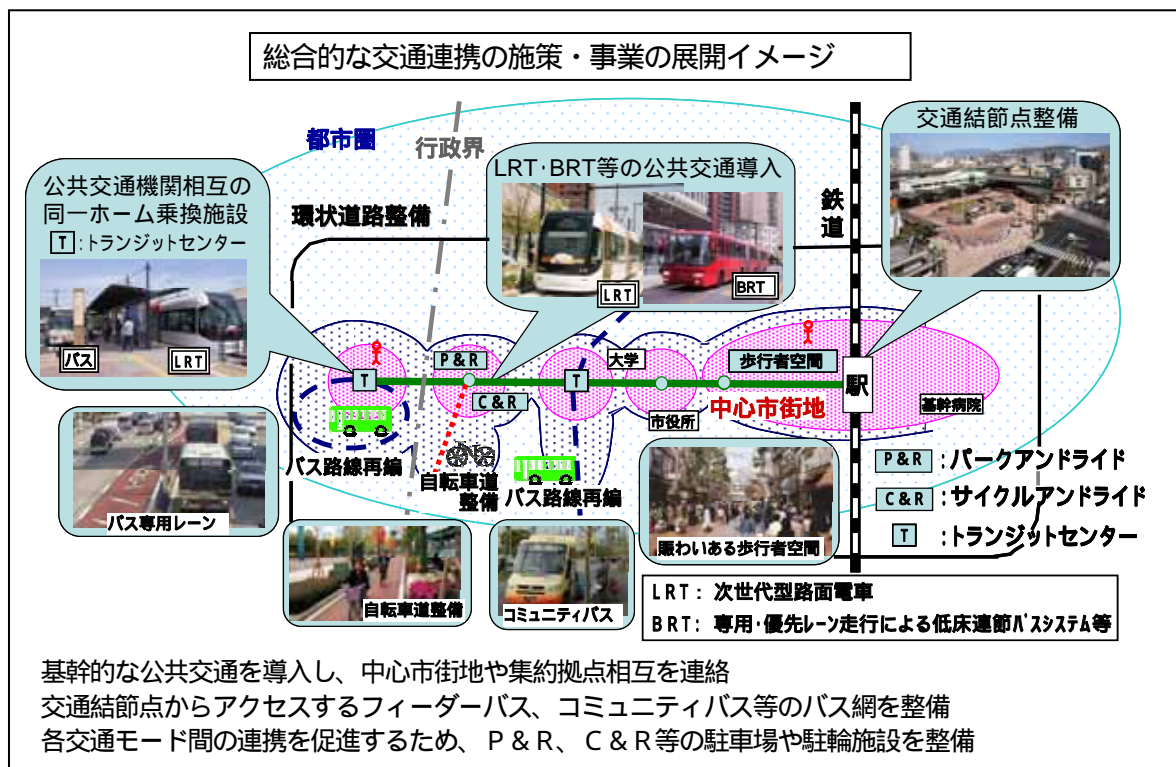 総合的な交通連携の施策・事業の展開イメージ
都市圏
行政界
環状道路整備
鉄道
公共交通機関相互の
同一ホーム乗換施設
T:トランジットセンター
バス
LRT
LRT・BRT等の公共交通導入
LRT
BRT
交通結節点整備
T
P&R
C&R
T
大学
市役所
歩行者空間
中心市街地
駅
基幹病院
バス路線再編
自転車道
整備
バス路線再編
バス専用レーン
自転車道整備
コミュニティバス
賑わいある歩行者空間
P&R:パークアンドライド
C&R:サイクルアンドライド
T:トランジットセンター
LRT:次世代型路面電車
BRT:専用・優先レーン走行による低床連節バスシステム等
基幹的な公共交通を導入し、中心市街地や集約拠点相互を連絡
交通結節点からアクセスするフィーダーバス、コミュニティバス等のバス網を整備
各交通モード間の連携を促進するため、P&R、C&R等の駐車場や駐輪施設を整備